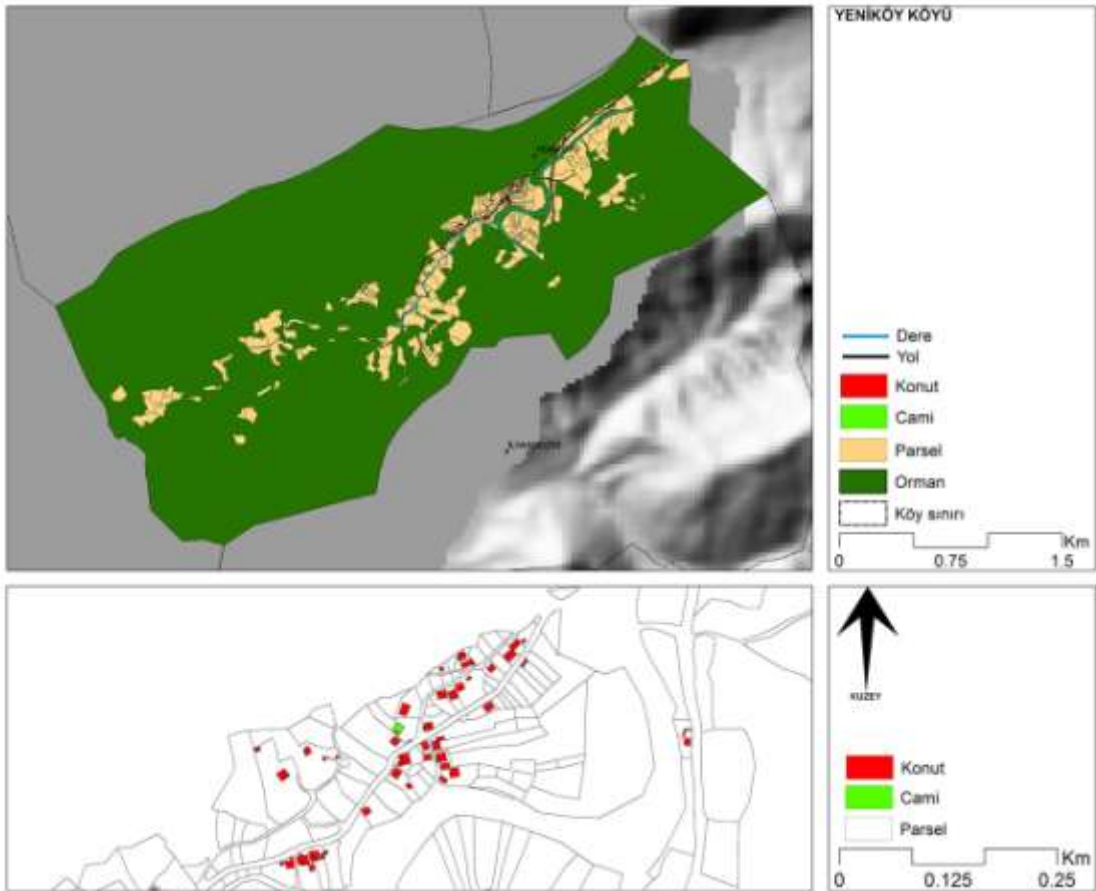 YENİKÖY KÖYÜ
Dere
Yol
Konut
Cami
Parsel
Orman
Köy sınırı
Km
0 0.75 1.5
KUZEY
Konut
Cami
Parsel
Km
0 0.125 0.25